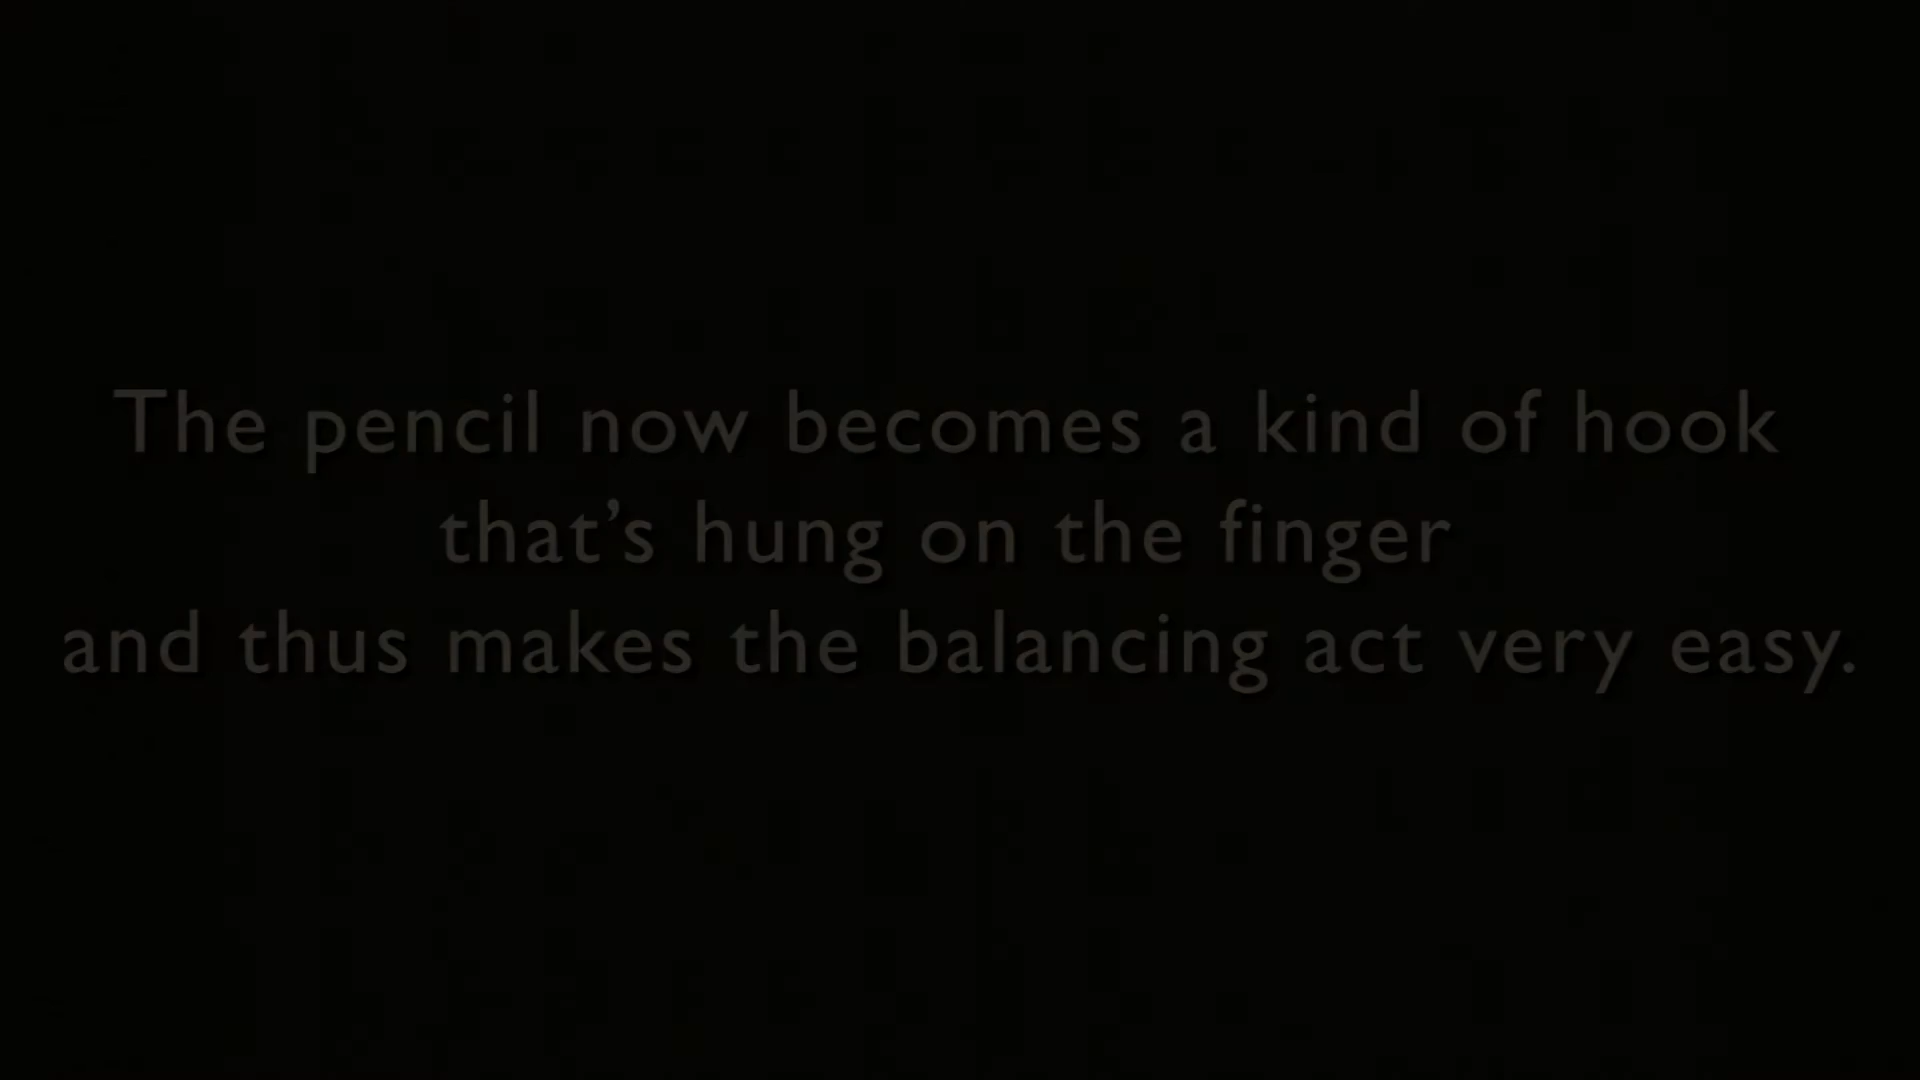 The pencil now becomes a kind of hook
that’s hung on the finger
and thus makes the balancing act very easy.